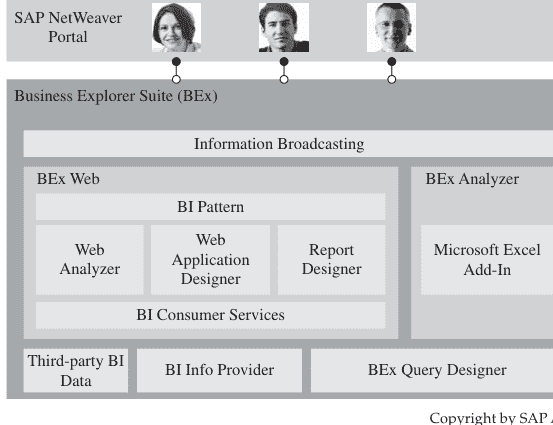 SAP NetWeaver
Portal
Business Explorer Suite (BEx)
Information Broadcasting
BEx Web
BEx Analyzer
BI Pattern
Web
Analyzer
Web
Application
Designer
Report
Designer
Microsoft Excel
Add-In
BI Consumer Services
Third-party BI
Data
BI Info Provider
BEx Query Designer
Copyright by SAP